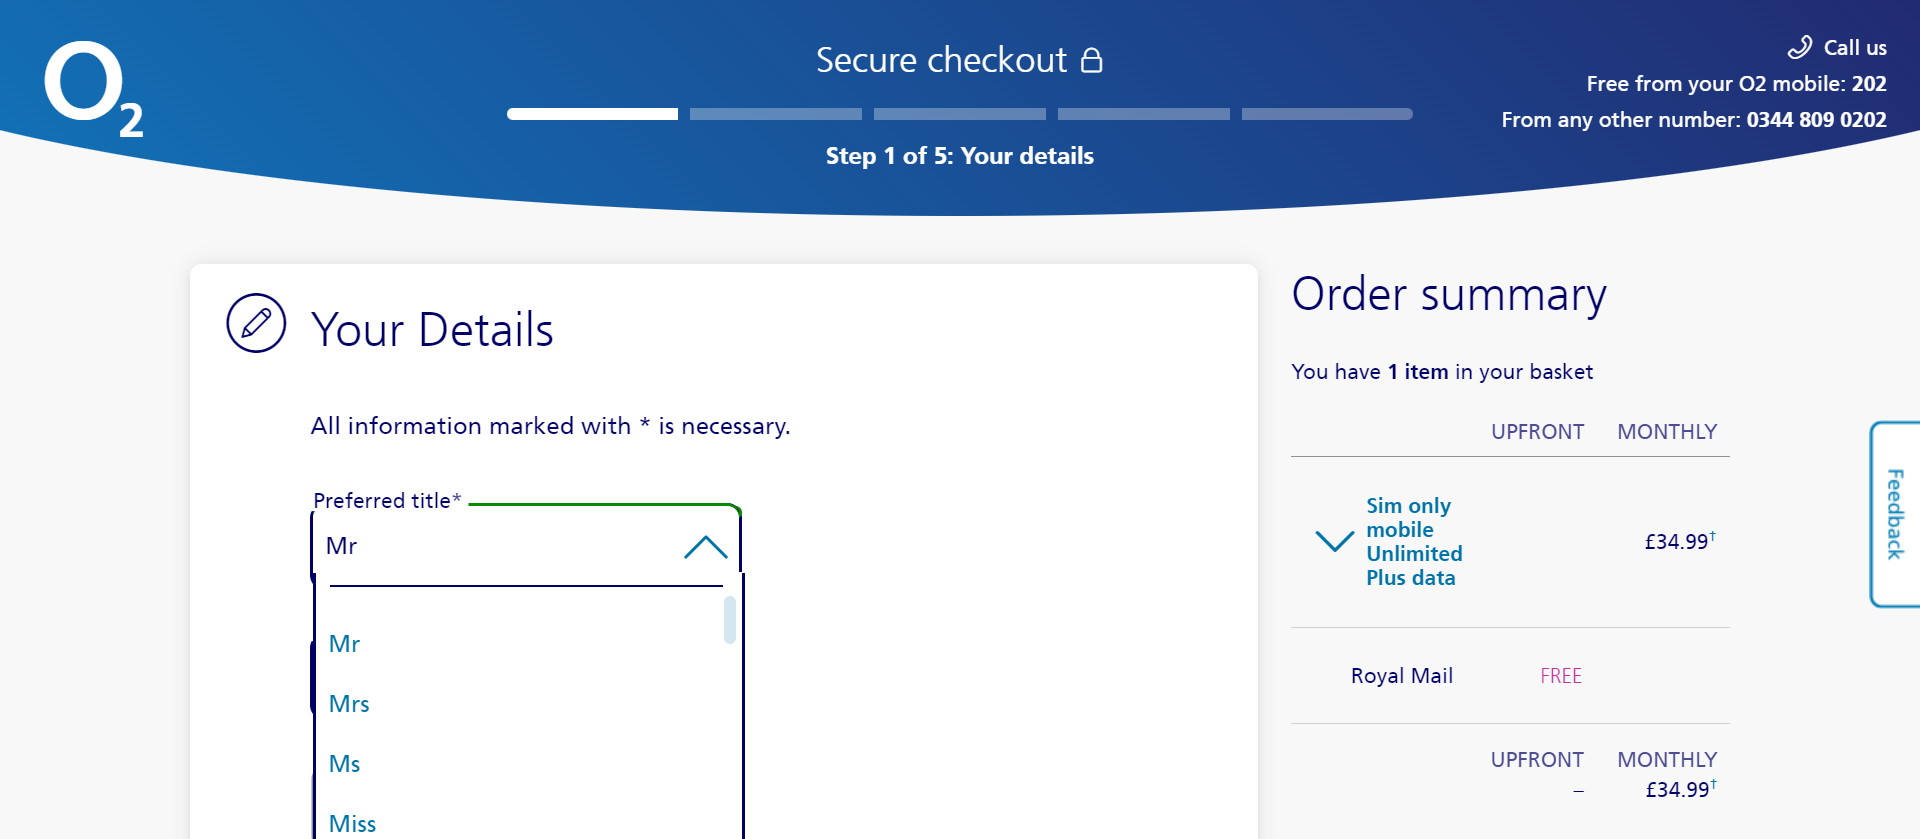 O2
Secure checkout
Step 1 of 5: Your details
Call us
Free from your O2 mobile: 202
From any other number: 0344 809 0202
Your Details
All information marked with * is necessary.
Preferred title*
Mr
Mr
Mrs
Ms
Miss
Order summary
You have 1 item in your basket
UPFRONT MONTHLY
Sim only
mobile
Unlimited
Plus data
£34.99†
Royal Mail FREE
UPFRONT MONTHLY
– £34.99†
Feedback